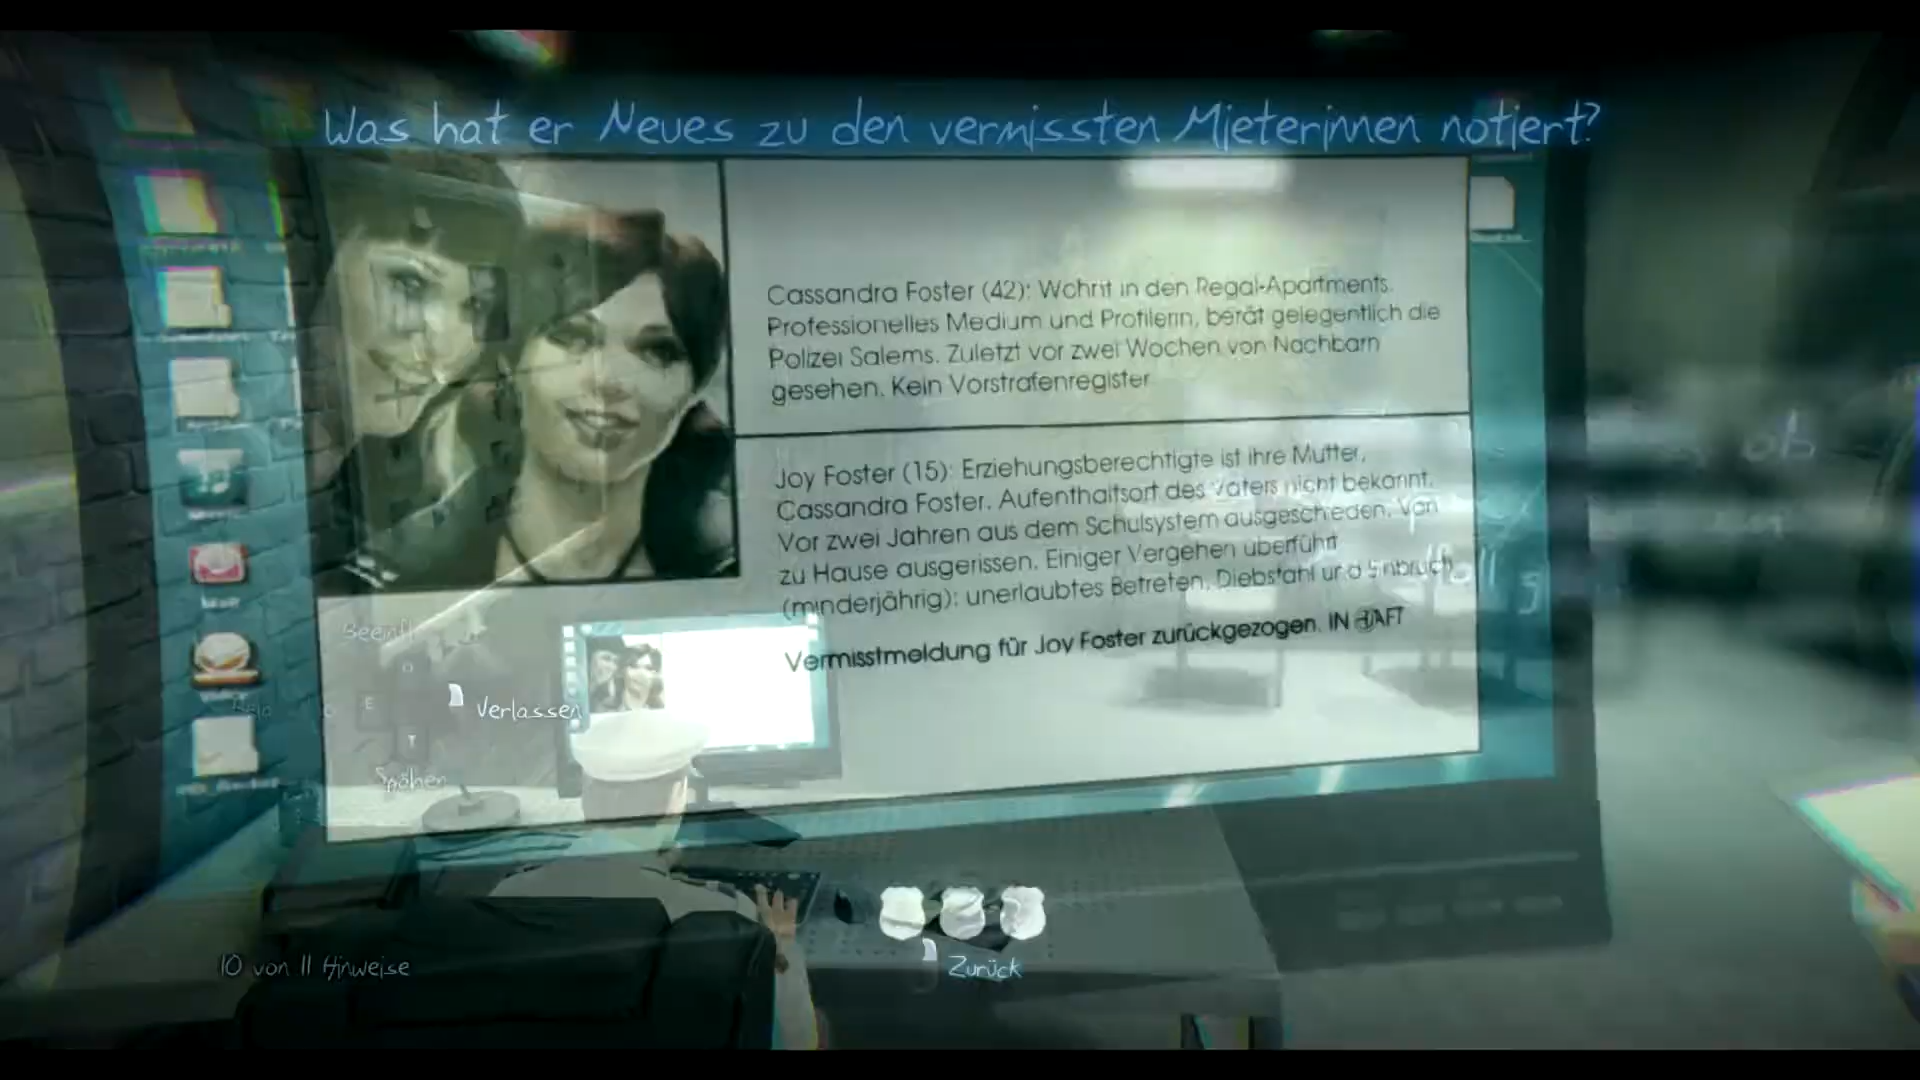 Was hat er Neues zu den vermissten Mieterinnen notiert?
Cassandra Foster (42): Wohnt in den Regal-Apartments.
Professionelles Medium und Profilerin, berät gelegentlich die
Polizei Salems. Zuletzt vor zwei Wochen von Nachbarn
gesehen. Kein Vorstrafenregister
Joy Foster (15): Erziehungsberechtigte ist ihre Mutter,
Cassandra Foster. Aufenthaltsort des Vaters nicht bekannt.
Vor zwei Jahren aus dem Schulsystem ausgeschieden. Von
zu Hause ausgerissen. Einiger Vergehen überführt
(minderjährig): unerlaubtes Betreten, Diebstahl und Einbruch
Vermisstmeldung für Joy Foster zurückgezogen. IN HAFT
ob
E
Verlassen
T
Spähen
10 von 11 Hinweise
Zurück